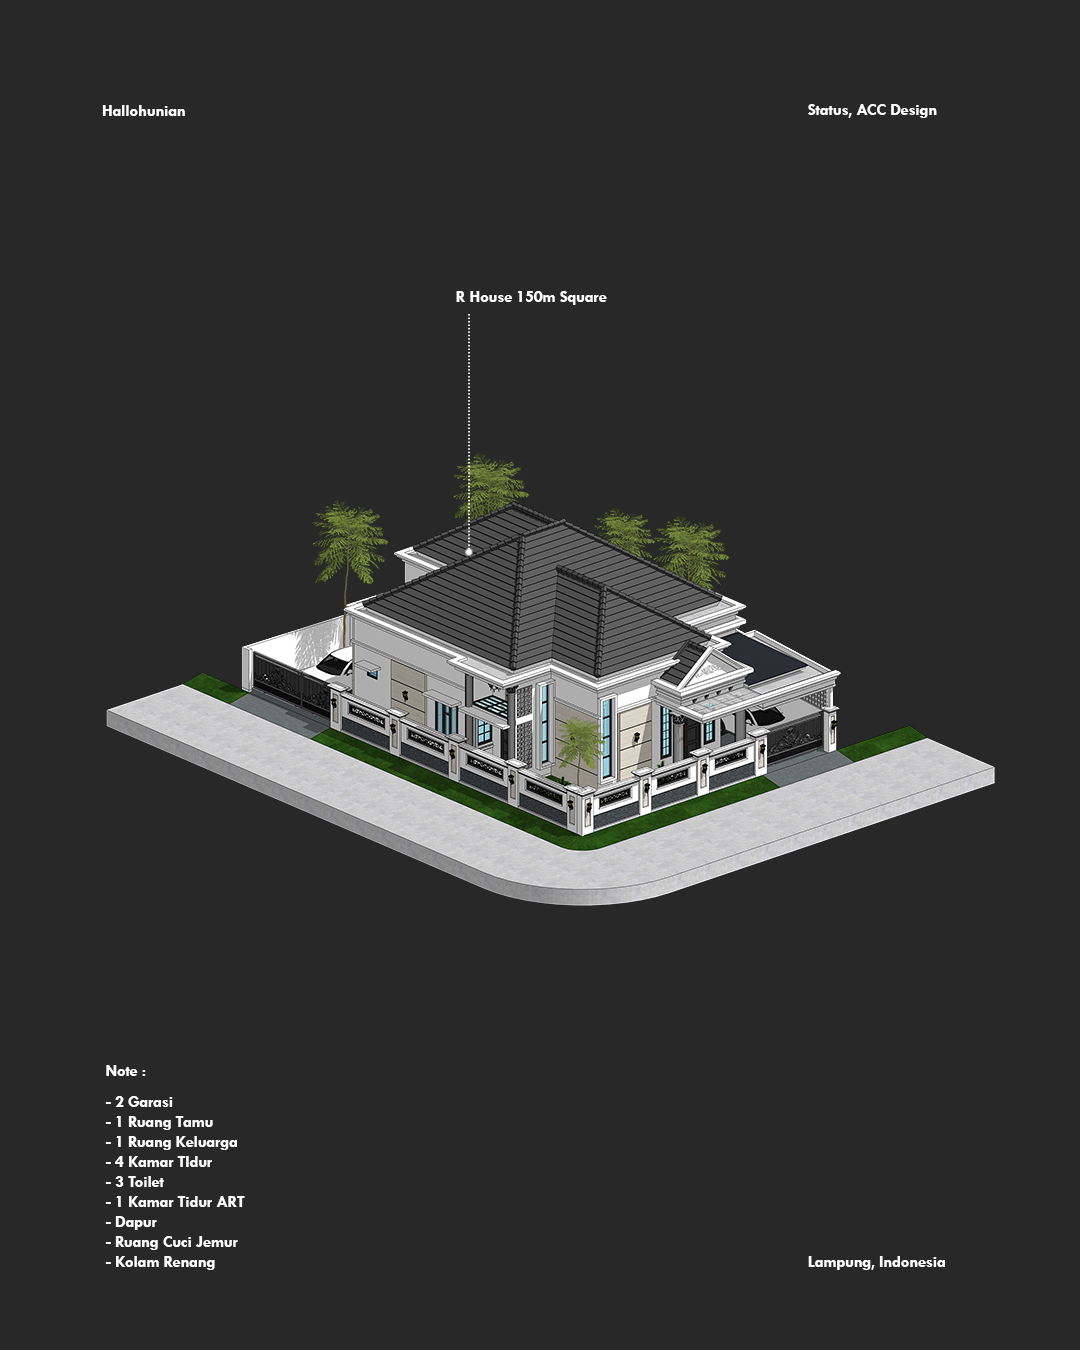 Hallohunian
Status, ACC Design
R House 150m Square
Note :
- 2 Garasi
- 1 Ruang Tamu
- 1 Ruang Keluarga
- 4 Kamar TIdur
- 3 Toilet
- 1 Kamar Tidur ART
- Dapur
- Ruang Cuci Jemur
- Kolam Renang
Lampung, Indonesia